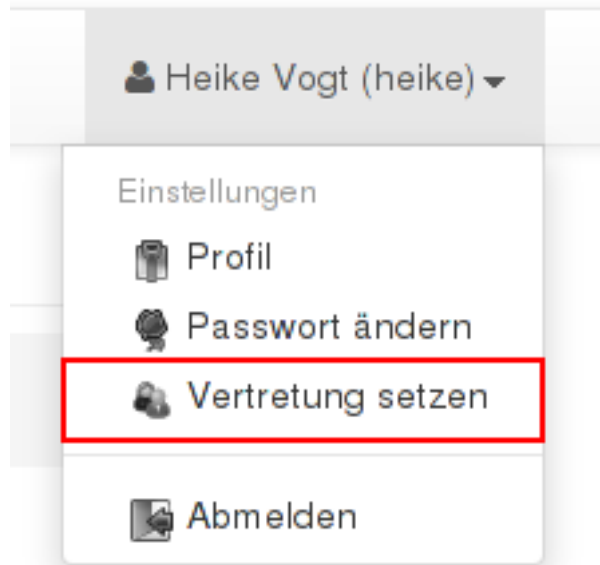 Heike Vogt (heike)
Einstellungen
Profil
Passwort ändern
Vertretung setzen
Abmelden